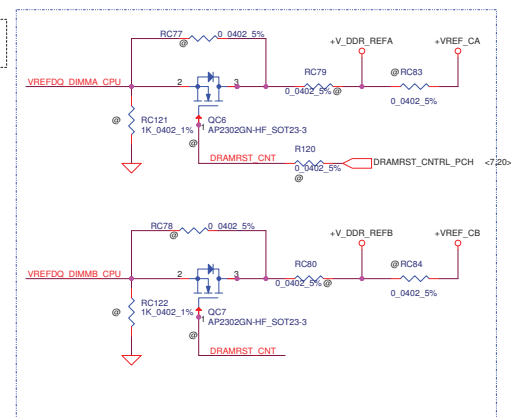 RC77 0_0402_5%
@
+V_DDR_REFA +VREF_CA
VREFDQ_DIMMA_CPU 2 3 RC79 @ RC83
0_0402_5% @ 0_0402_5%
@ RC121 QC6
1K_0402_1% 1 AP2302GN-HF_SOT23-3
@
DRAMRST_CNT R120 DRAMRST_CNTRL_PCH <7,20>
0_0402_5%
@
RC78 0_0402_5%
@
+V_DDR_REFB +VREF_CB
VREFDQ_DIMMB_CPU 2 3 RC80 @ RC84
0_0402_5% @ 0_0402_5%
@ RC122 QC7
1K_0402_1% 1 AP2302GN-HF_SOT23-3
@
DRAMRST_CNT